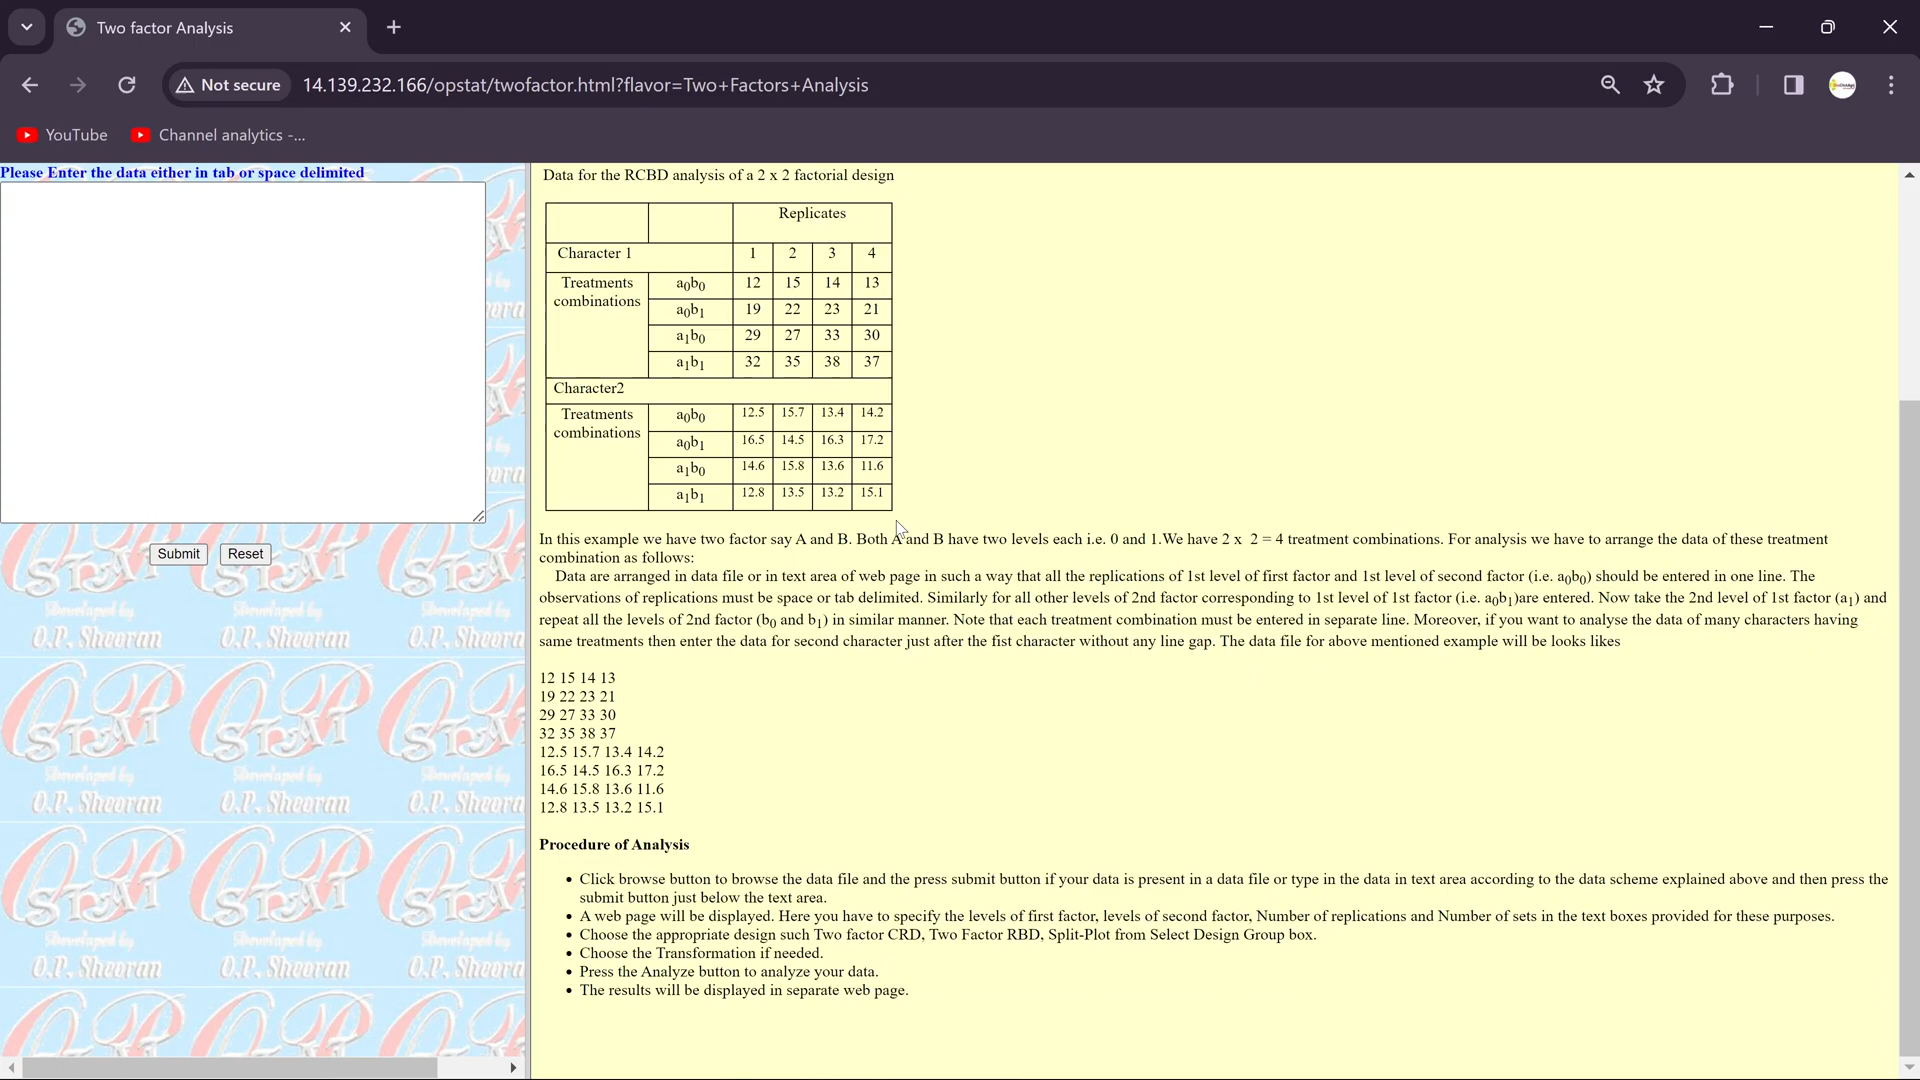 Two factor Analysis
Not secure
14.139.232.166/opstat/twofactor.html?flavor=Two+Factors+Analysis
YouTube
Channel analytics -...
Please Enter the data either in tab or space delimited
Submit
Reset
STAT
Developed by
O.P. Sheoran
Data for the RCBD analysis of a 2 x 2 factorial design
Replicates
Character 1 1 2 3 4
Treatments combinations a0b0 12 15 14 13
a0b1 19 22 23 21
a1b0 29 27 33 30
a1b1 32 35 38 37
Character2
Treatments combinations a0b0 12.5 15.7 13.4 14.2
a0b1 16.5 14.5 16.3 17.2
a1b0 14.6 15.8 13.6 11.6
a1b1 12.8 13.5 13.2 15.1
In this example we have two factor say A and B. Both A and B have two levels each i.e. 0 and 1.We have 2 x 2 = 4 treatment combinations. For analysis we have to arrange the data of these treatment
combination as follows:
Data are arranged in data file or in text area of web page in such a way that all the replications of 1st level of first factor and 1st level of second factor (i.e. a0b0) should be entered in one line. The
observations of replications must be space or tab delimited. Similarly for all other levels of 2nd factor corresponding to 1st level of 1st factor (i.e. a0b1)are entered. Now take the 2nd level of 1st factor (a1) and
repeat all the levels of 2nd factor (b0 and b1) in similar manner. Note that each treatment combination must be entered in separate line. Moreover, if you want to analyse the data of many characters having
same treatments then enter the data for second character just after the fist character without any line gap. The data file for above mentioned example will be looks likes
12 15 14 13
19 22 23 21
29 27 33 30
32 35 38 37
12.5 15.7 13.4 14.2
16.5 14.5 16.3 17.2
14.6 15.8 13.6 11.6
12.8 13.5 13.2 15.1
Procedure of Analysis
• Click browse button to browse the data file and the press submit button if your data is present in a data file or type in the data in text area according to the data scheme explained above and then press the
submit button just below the text area.
• A web page will be displayed. Here you have to specify the levels of first factor, levels of second factor, Number of replications and Number of sets in the text boxes provided for these purposes.
• Choose the appropriate design such Two factor CRD, Two Factor RBD, Split-Plot from Select Design Group box.
• Choose the Transformation if needed.
• Press the Analyze button to analyze your data.
• The results will be displayed in separate web page.